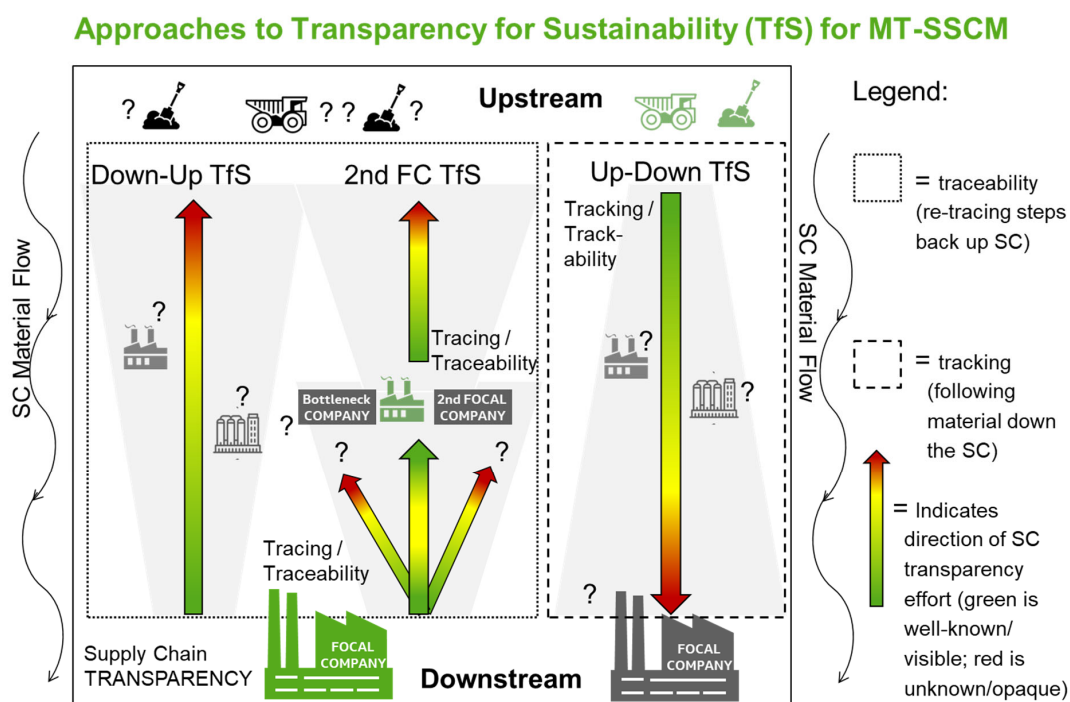 Approaches to Transparency for Sustainability (TfS) for MT-SSCM
? ? ? ?
Upstream
Down-Up TfS
2nd FC TfS
Up-Down TfS
Tracking /
Track-
ability
SC Material Flow
?
?
Tracing /
Traceability
Bottleneck
COMPANY
2nd FOCAL
COMPANY
?
?
?
Tracing /
Traceability
FOCAL
COMPANY
Supply Chain
TRANSPARENCY
Downstream
?
?
?
FOCAL
COMPANY
SC Material Flow
Legend:
= traceability
(re-tracing steps
back up SC)
= tracking
(following
material down
the SC)
= Indicates
direction of SC
transparency
effort (green is
well-known/
visible; red is
unknown/opaque)